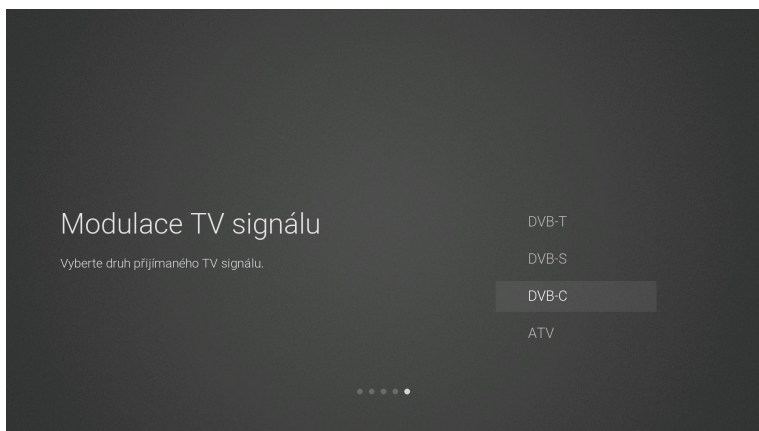 Modulace TV signálu
Vyberte druh přijímaného TV signálu.
DVB-T
DVB-S
DVB-C
ATV